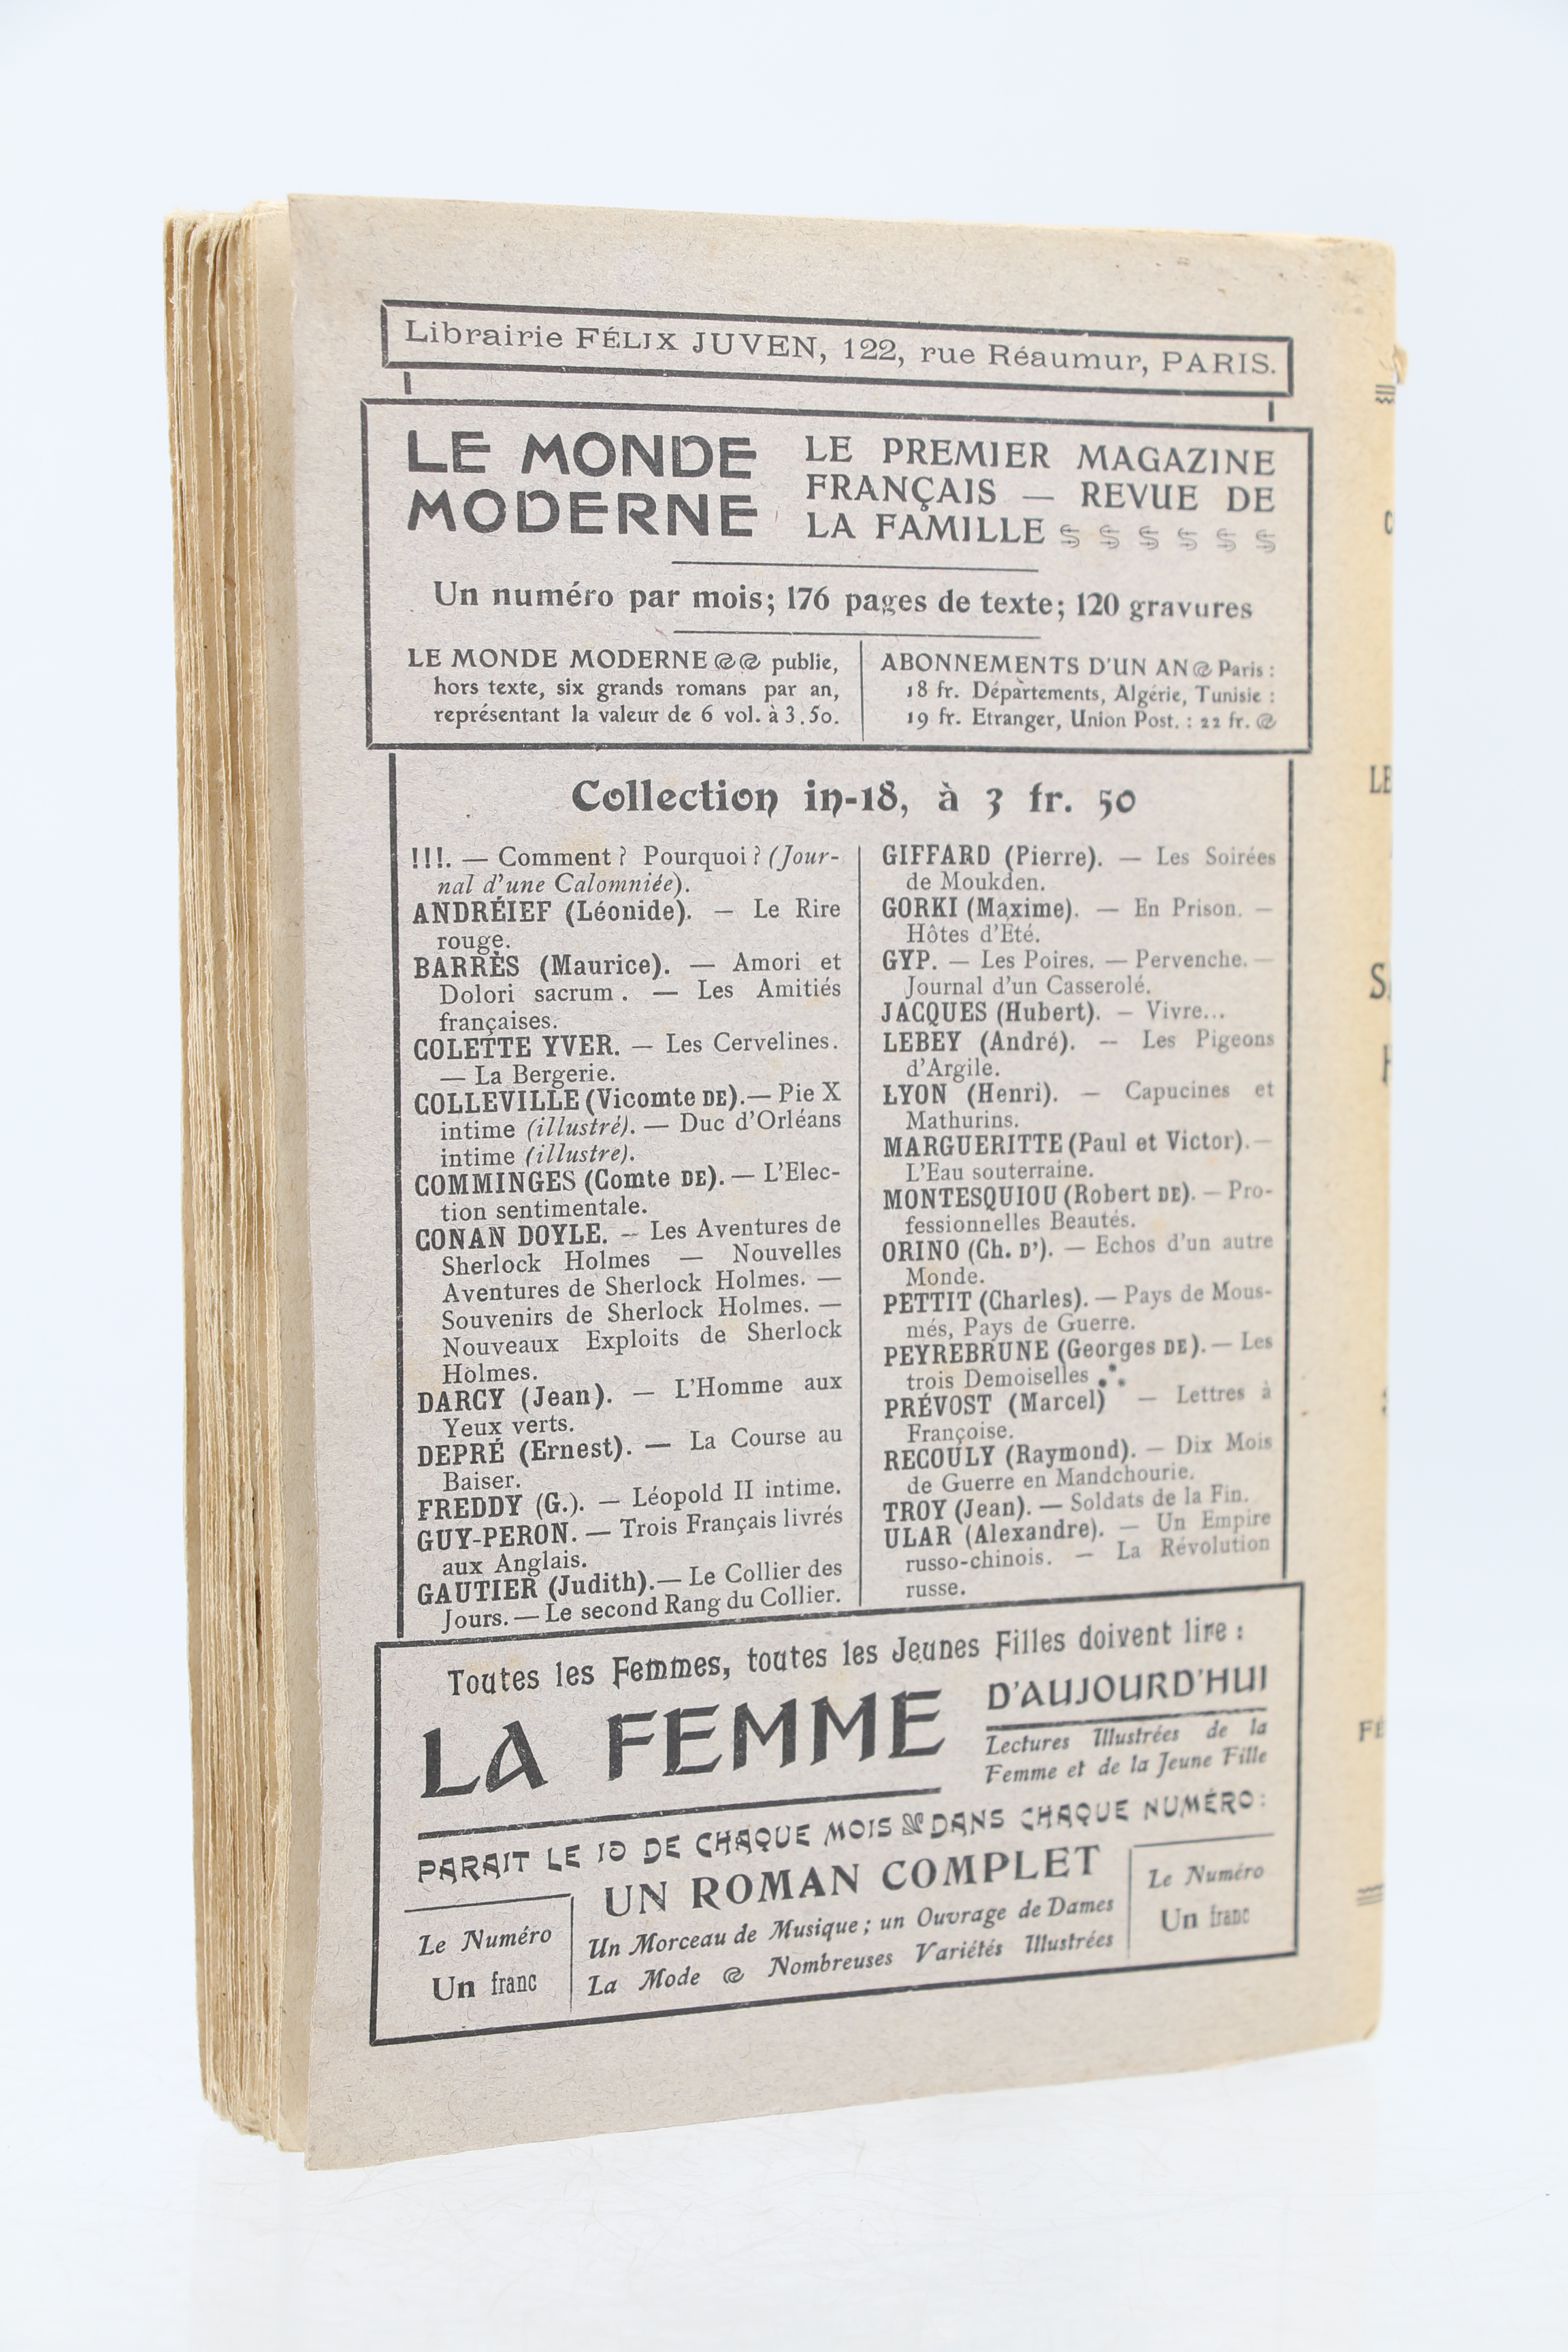 Librairie FÉLIX JUVEN, 122, rue Réaumur, PARIS.
LE MONDE
MODERNE
LE PREMIER MAGAZINE
FRANÇAIS — REVUE DE
LA FAMILLE
Un numéro par mois; 176 pages de texte; 120 gravures
LE MONDE MODERNE publie,
hors texte, six grands romans par an,
représentant la valeur de 6 vol. à 3.50.
ABONNEMENTS D'UN AN Paris :
18 fr. Départements, Algérie, Tunisie :
19 fr. Etranger, Union Post. : 22 fr.
Collection in-18, à 3 fr. 50
!!!. — Comment ? Pourquoi ? (Jour-
nal d'une Calomniée).
ANDRÉIEF (Léonide). — Le Rire
rouge.
BARRÈS (Maurice). — Amori et
Dolori sacrum. — Les Amitiés
françaises.
COLETTE YVER. — Les Cervelines.
— La Bergerie.
COLLEVILLE (Vicomte DE). — Pie X
intime (illustré). — Duc d'Orléans
intime (illustre).
COMMINGES (Comte DE). — L'Elec-
tion sentimentale.
CONAN DOYLE. — Les Aventures de
Sherlock Holmes — Nouvelles
Aventures de Sherlock Holmes. —
Souvenirs de Sherlock Holmes. —
Nouveaux Exploits de Sherlock
Holmes.
DARCY (Jean). — L'Homme aux
Yeux verts.
DEPRÉ (Ernest). — La Course au
Baiser.
FREDDY (G.). — Léopold II intime.
GUY-PERON. — Trois Français livrés
aux Anglais.
GAUTIER (Judith). — Le Collier des
Jours. — Le second Rang du Collier.
GIFFARD (Pierre). — Les Soirées
de Moukden.
GORKI (Maxime). — En Prison. —
Hôtes d'Été.
GYP. — Les Poires. — Pervenche. —
Journal d'un Casserolé.
JACQUES (Hubert). — Vivre...
LEBEY (André). — Les Pigeons
d'Argile.
LYON (Henri). — Capucines et
Mathurins.
MARGUERITTE (Paul et Victor). —
L'Eau souterraine.
MONTESQUIOU (Robert DE). — Pro-
fessionnelles Beautés.
ORINO (Ch. D'). — Echos d'un autre
Monde.
PETTIT (Charles). — Pays de Mous-
més, Pays de Guerre.
PEYREBRUNE (Georges DE). — Les
trois Demoiselles
PRÉVOST (Marcel) — Lettres à
Françoise.
RECOULY (Raymond). — Dix Mois
de Guerre en Mandchourie.
TROY (Jean). — Soldats de la Fin.
ULAR (Alexandre). — Un Empire
russo-chinois. — La Révolution
russe.
Toutes les Femmes, toutes les Jeunes Filles doivent lire :
LA FEMME
D'AUJOURD'HUI
Lectures Illustrées de la
Femme et de la Jeune Fille
PARAIT LE 10 DE CHAQUE MOIS DANS CHAQUE NUMÉRO :
UN ROMAN COMPLET
Un Morceau de Musique ; un Ouvrage de Dames
La Mode Nombreuses Variétés Illustrées
Le Numéro
Un franc
Le Numéro
Un franc
LE
FÉ